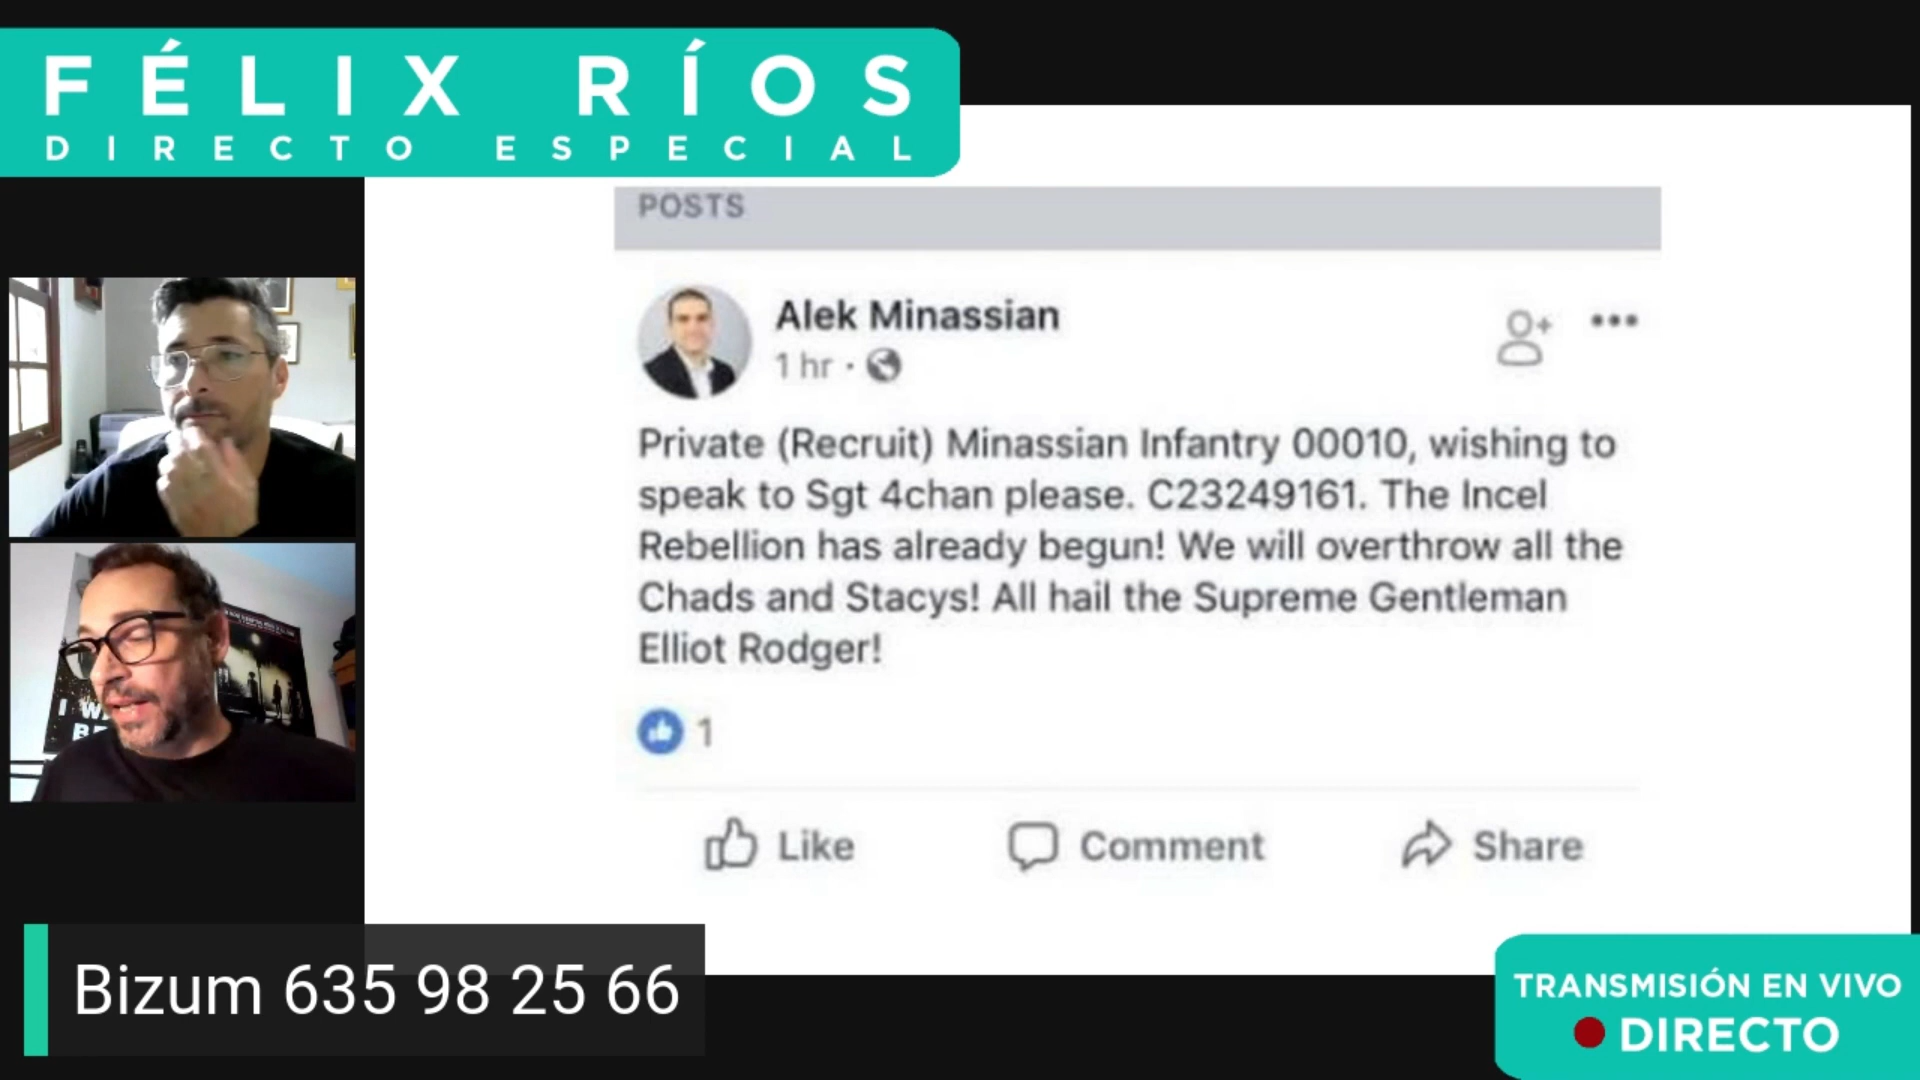 FÉLIX RÍOS
DIRECTO ESPECIAL
POSTS
Alek Minassian
1 hr ·
Private (Recruit) Minassian Infantry 00010, wishing to
speak to Sgt 4chan please. C23249161. The Incel
Rebellion has already begun! We will overthrow all the
Chads and Stacys! All hail the Supreme Gentleman
Elliot Rodger!
1
Like Comment Share
I WA
BE
Bizum 635 98 25 66
TRANSMISIÓN EN VIVO
DIRECTO